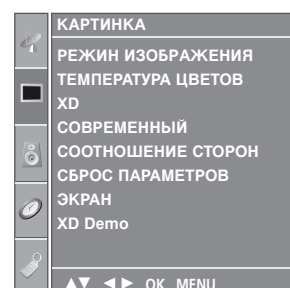 КАРТИНКА
РЕЖИН ИЗОБРАЖЕНИЯ
ТЕМПЕРАТУРА ЦВЕТОВ
XD
СОВРЕМЕННЫЙ
СООТНОШЕНИЕ СТОРОН
СБРОС ПАРАМЕТРОВ
ЭКРАН
XD Demo
▲▼ ◄► OK MENU